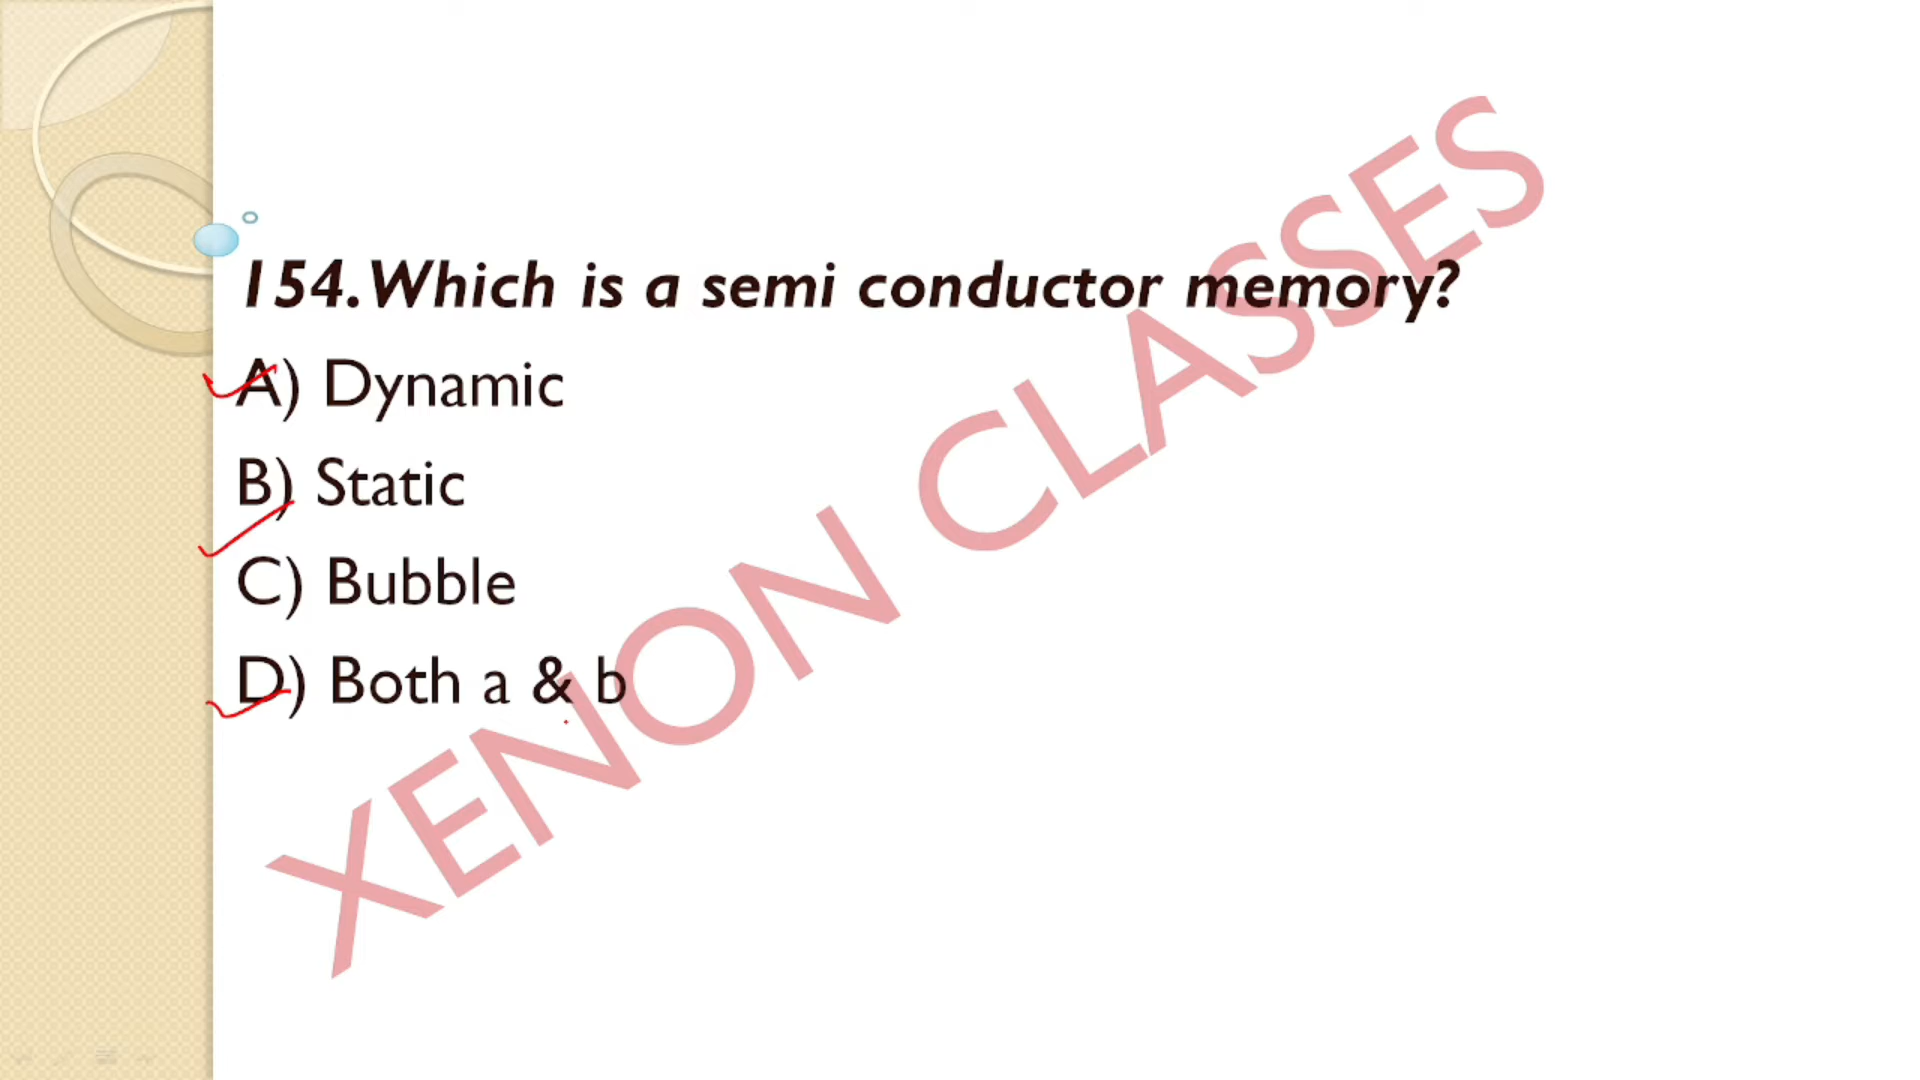 154. Which is a semi conductor memory?
A) Dynamic
B) Static
C) Bubble
D) Both a & b
XENON CLASSES